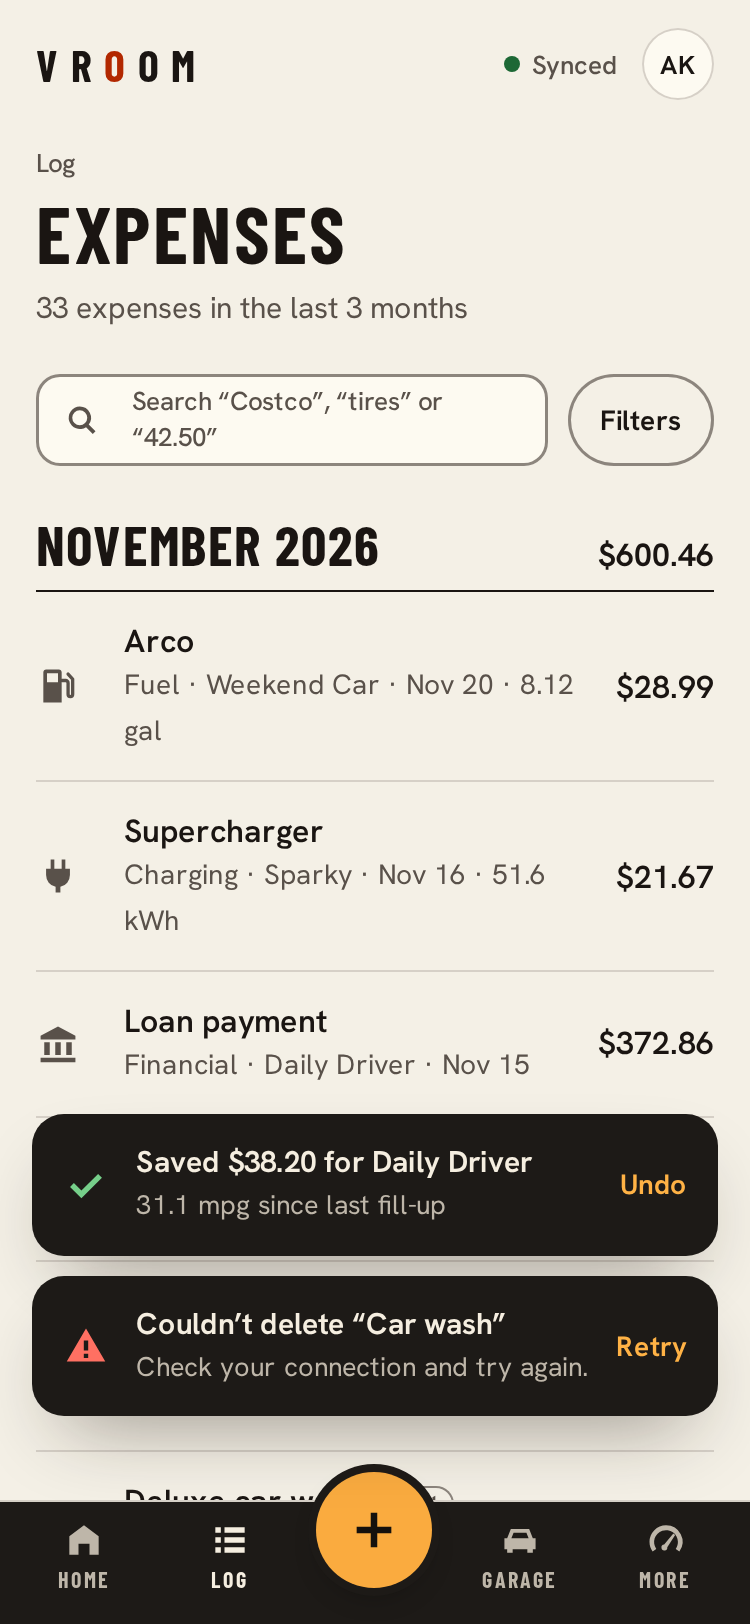 VROOM
Synced
AK
Log
EXPENSES
33 expenses in the last 3 months
Search “Costco”, “tires” or
“42.50”
Filters
NOVEMBER 2026
$600.46
Arco
Fuel · Weekend Car · Nov 20 · 8.12
gal
$28.99
Supercharger
Charging · Sparky · Nov 16 · 51.6
kWh
$21.67
Loan payment
Financial · Daily Driver · Nov 15
$372.86
Saved $38.20 for Daily Driver
31.1 mpg since last fill-up
Undo
Couldn’t delete “Car wash”
Check your connection and try again.
Retry
Deluxe car
HOME
LOG
GARAGE
MORE